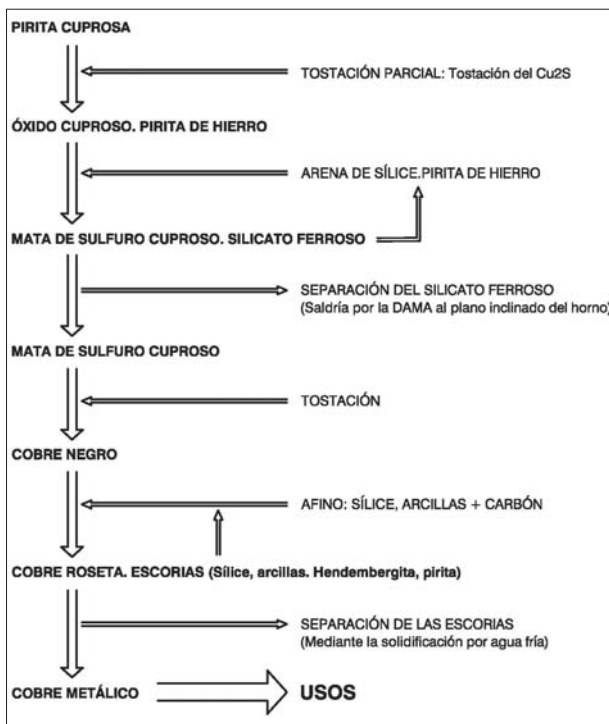 PIRITA CUPROSA
TOSTACIÓN PARCIAL: Tostación del Cu2S
ÓXIDO CUPROSO. PIRITA DE HIERRO
ARENA DE SÍLICE.PIRITA DE HIERRO
MATA DE SULFURO CUPROSO. SILICATO FERROSO
SEPARACIÓN DEL SILICATO FERROSO
(Saldría por la DAMA al plano inclinado del horno)
MATA DE SULFURO CUPROSO
TOSTACIÓN
COBRE NEGRO
AFINO: SÍLICE, ARCILLAS + CARBÓN
COBRE ROSETA. ESCORIAS (Sílice, arcillas. Hendembergita, pirita)
SEPARACIÓN DE LAS ESCORIAS
(Mediante la solidificación por agua fría)
COBRE METÁLICO
USOS